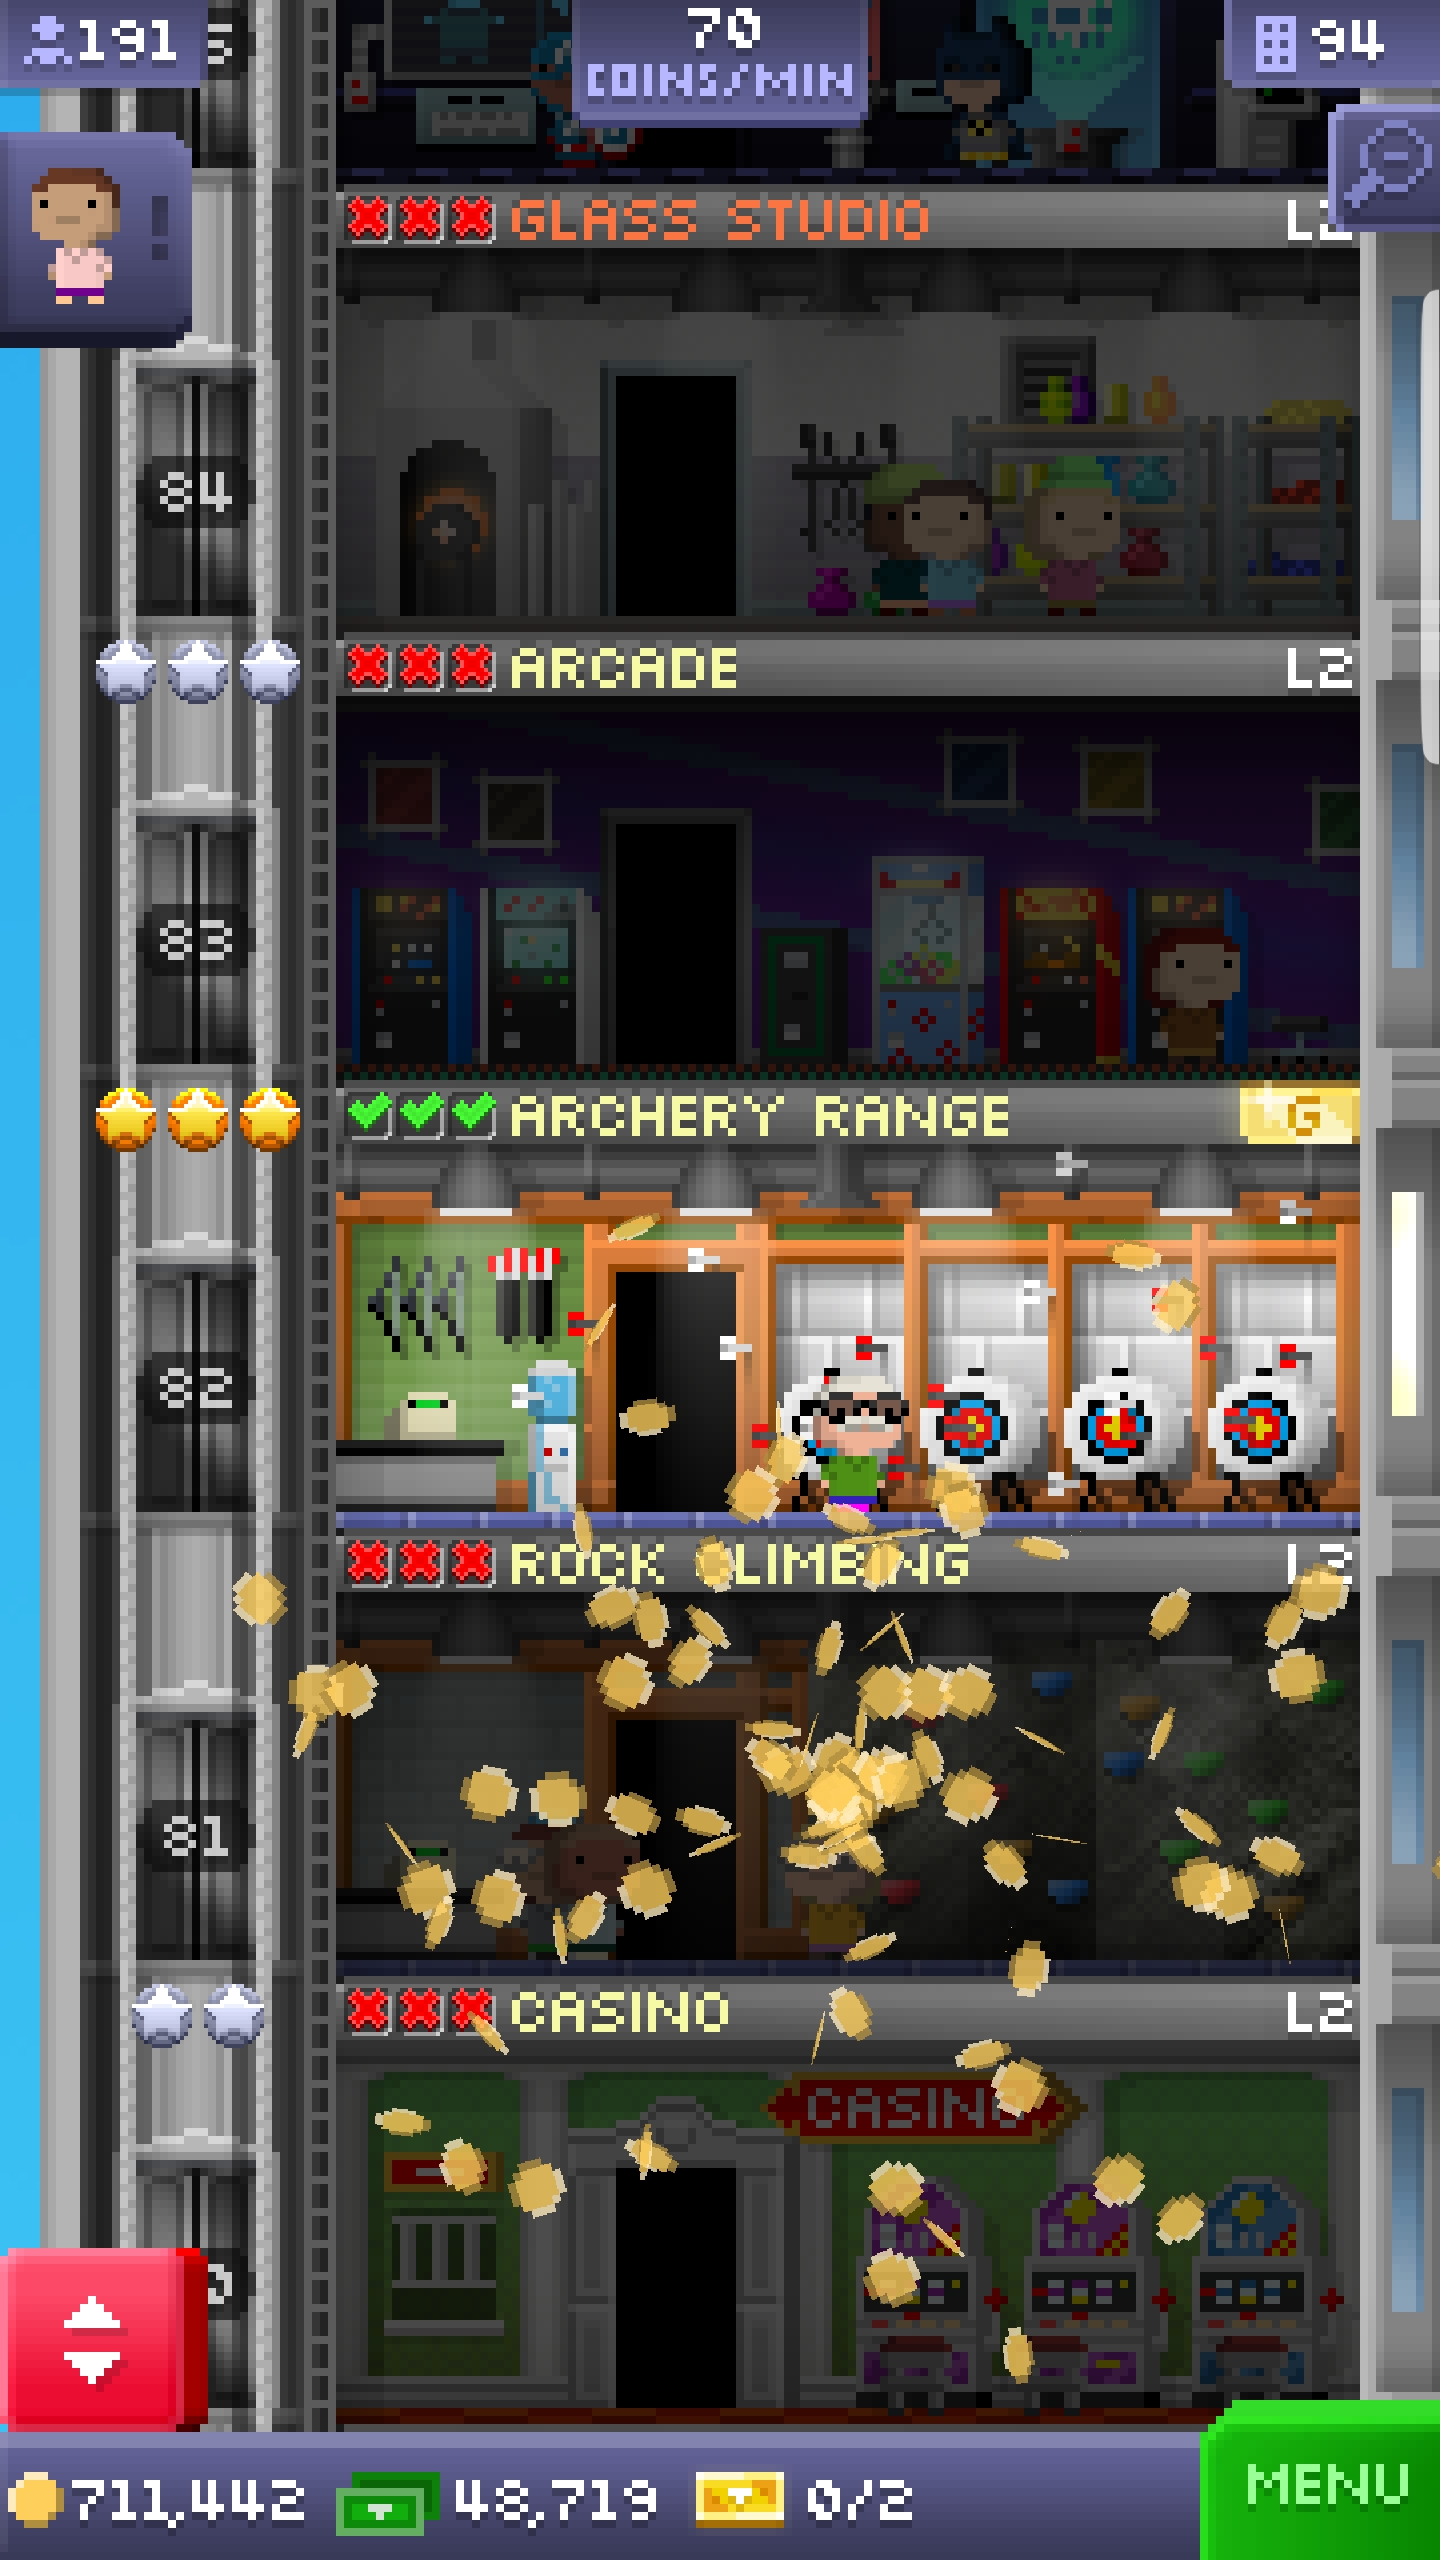 191
70
COINS/MIN
94
GLASS STUDIO
84
ARCADE L2
83
ARCHERY RANGE G
82
ROCK CLIMBING L2
81
CASINO L2
CASINO
711,442 48,719 0/2
MENU